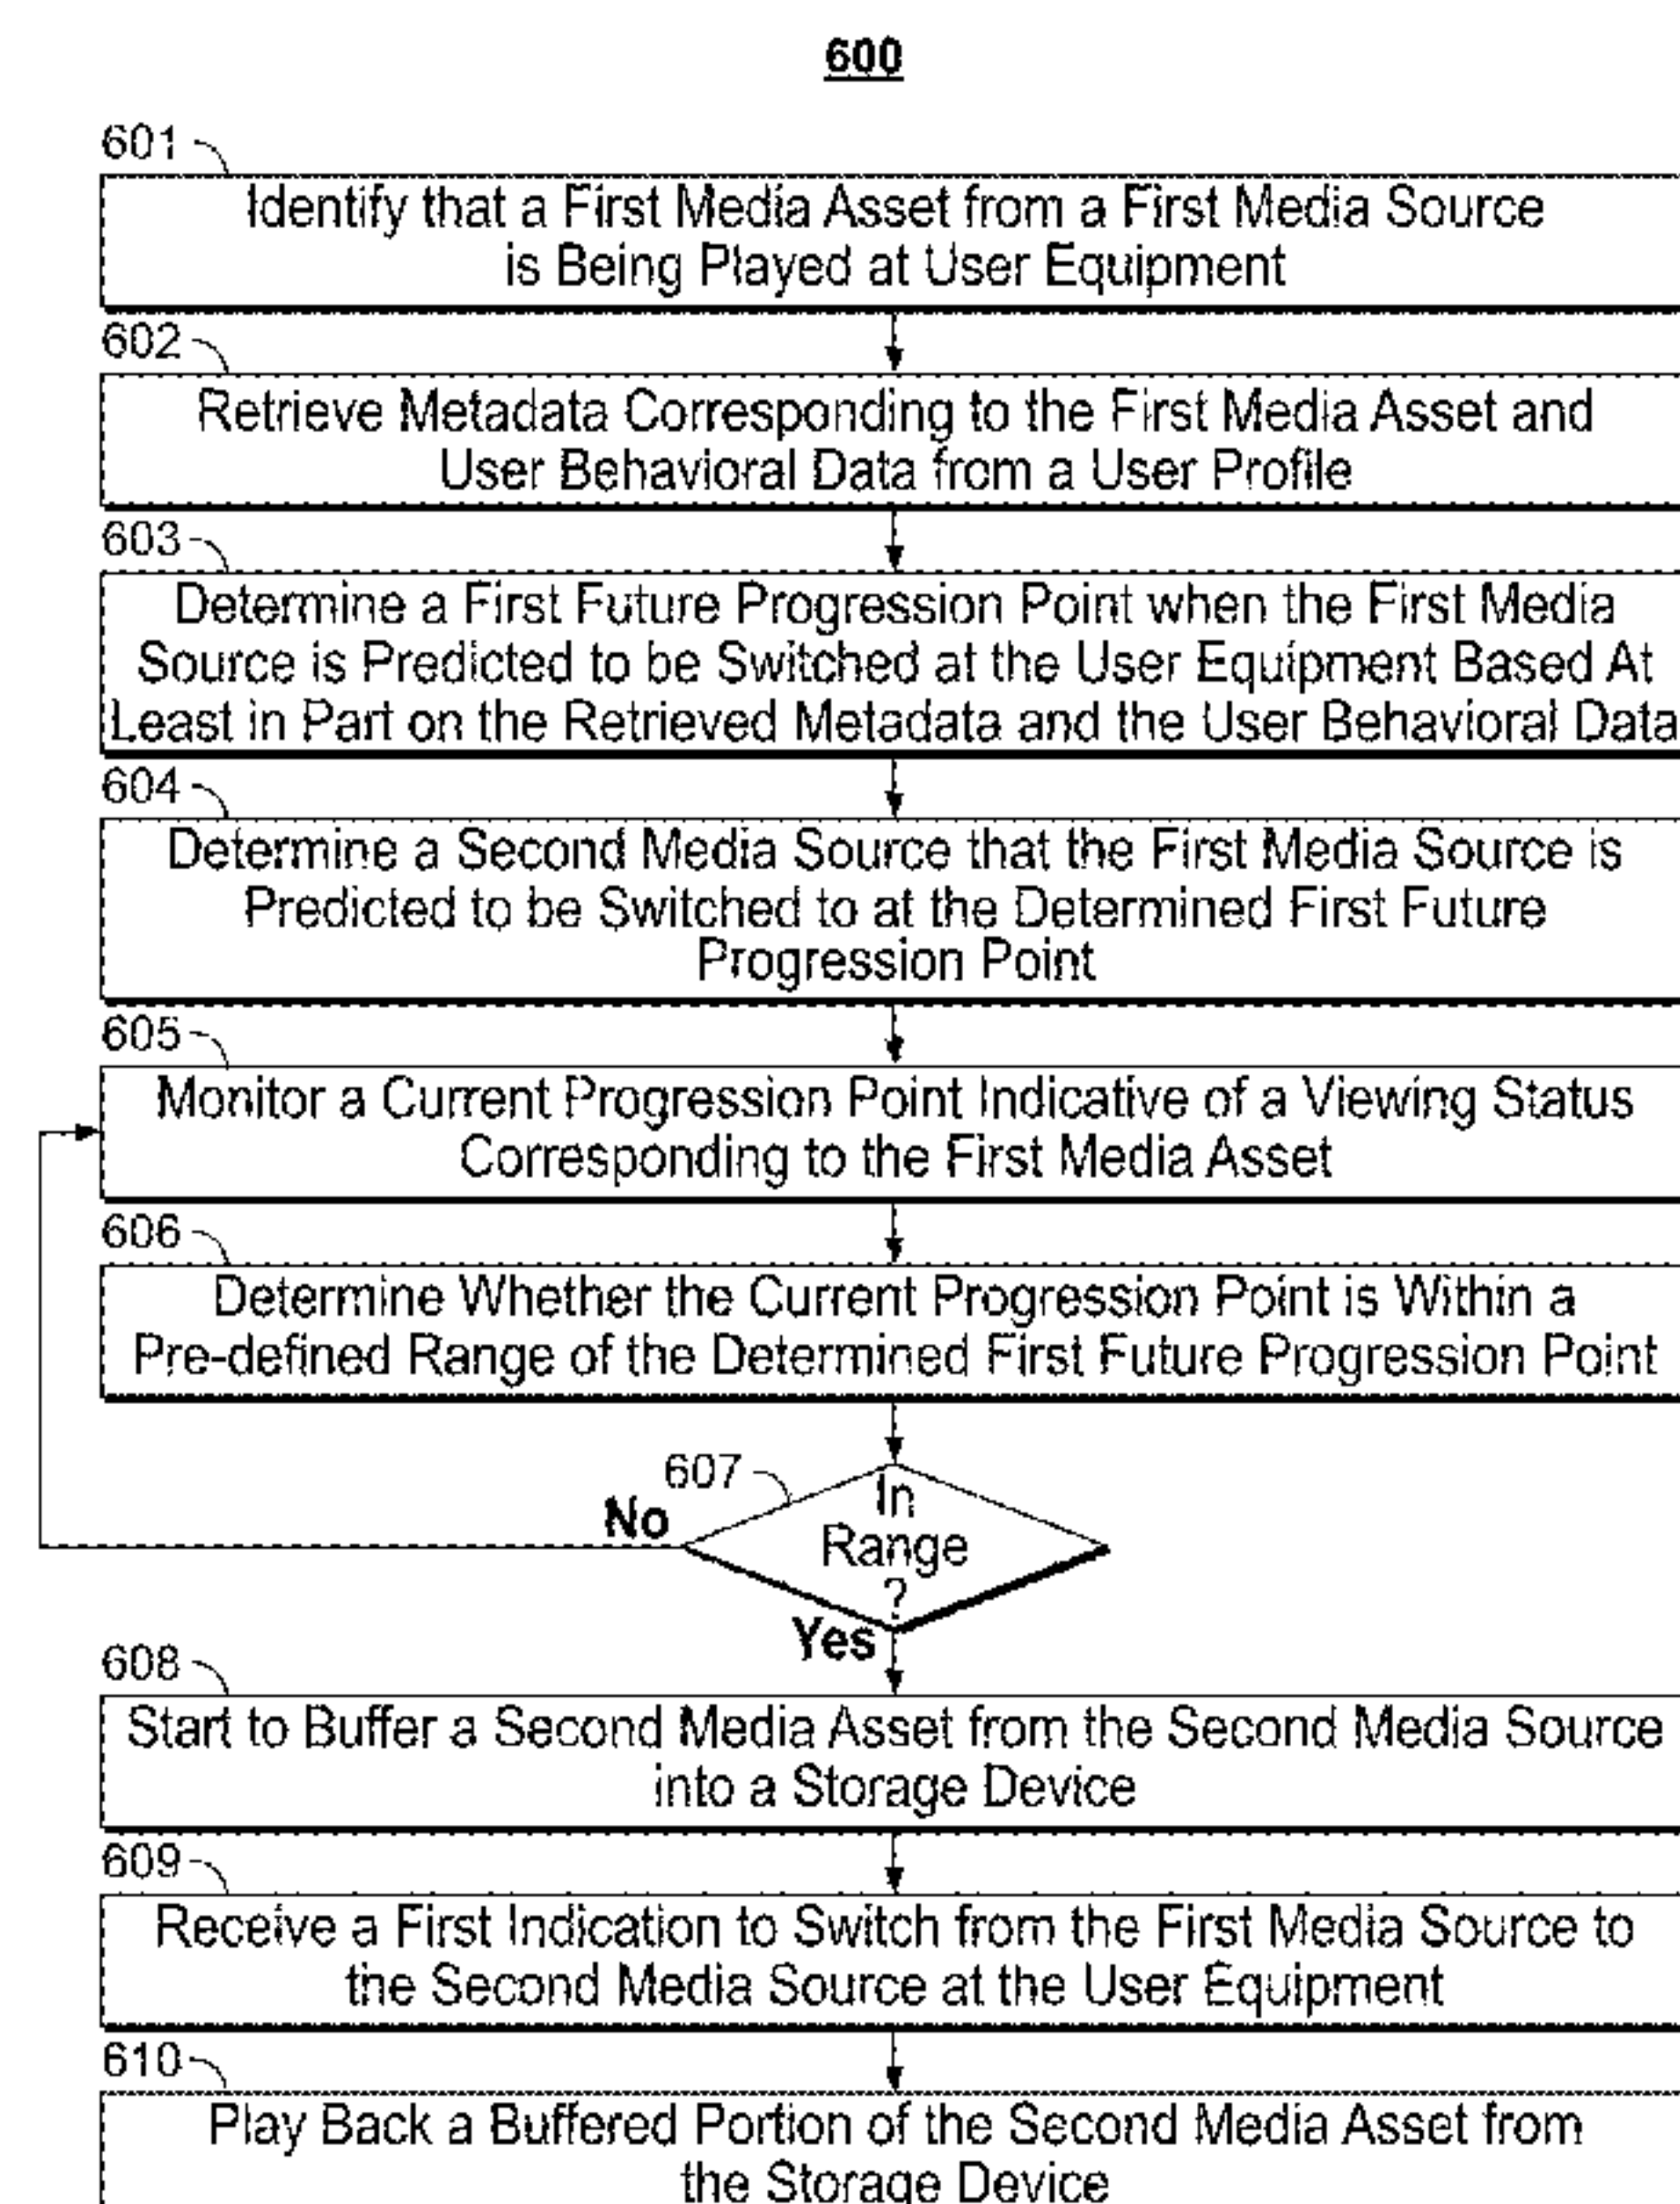 600
601
Identify that a First Media Asset from a First Media Source
is Being Played at User Equipment
602
Retrieve Metadata Corresponding to the First Media Asset and
User Behavioral Data from a User Profile
603
Determine a First Future Progression Point when the First Media
Source is Predicted to be Switched at the User Equipment Based At
Least in Part on the Retrieved Metadata and the User Behavioral Data
604
Determine a Second Media Source that the First Media Source is
Predicted to be Switched to at the Determined First Future
Progression Point
605
Monitor a Current Progression Point Indicative of a Viewing Status
Corresponding to the First Media Asset
606
Determine Whether the Current Progression Point is Within a
Pre-defined Range of the Determined First Future Progression Point
607
In
Range
?
No
Yes
608
Start to Buffer a Second Media Asset from the Second Media Source
into a Storage Device
609
Receive a First Indication to Switch from the First Media Source to
the Second Media Source at the User Equipment
610
Play Back a Buffered Portion of the Second Media Asset from
the Storage Device